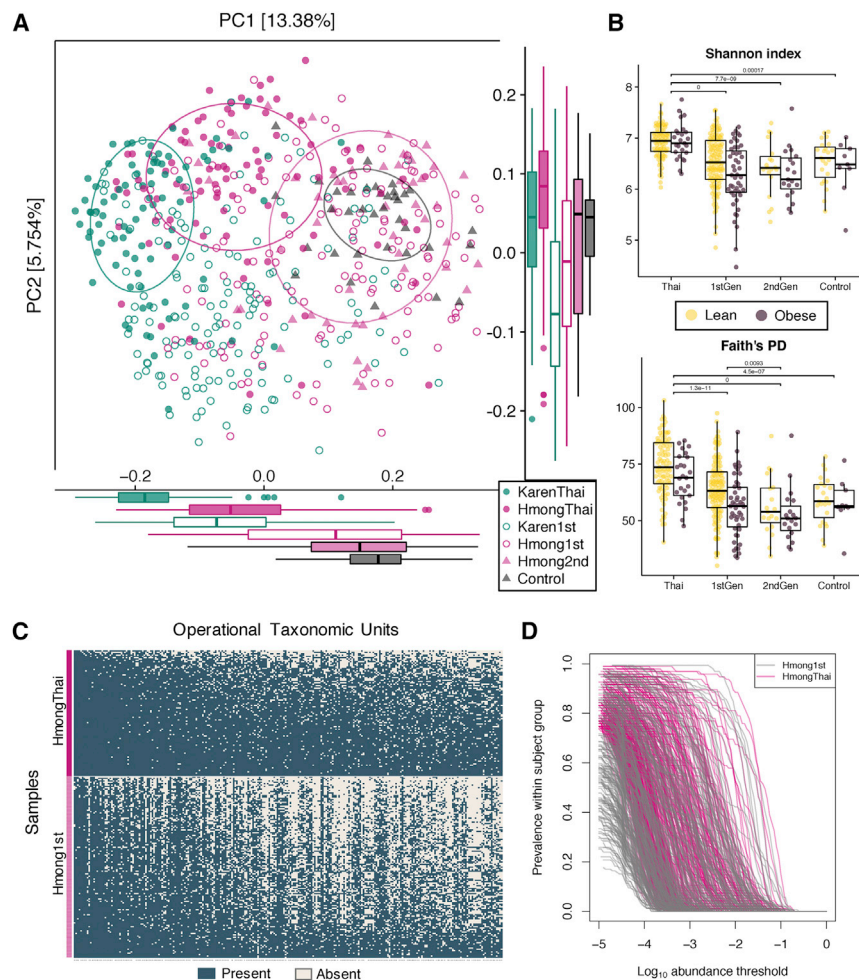 A
PC1 [13.38%]
PC2 [5.754%]
0.2
0.1
0.0
-0.1
-0.2
−0.2
0.0
0.2
KarenThai
HmongThai
Karen1st
Hmong1st
Hmong2nd
Control
B
Shannon index
0.00017
7.7e−09
0
8
7
6
5
Thai
1stGen
2ndGen
Control
Lean
Obese
Faith's PD
0.0093
4.5e−07
0
1.3e−11
100
75
50
Thai
1stGen
2ndGen
Control
C
Operational Taxonomic Units
Samples
HmongThai
Hmong1st
Present
Absent
D
Hmong1st
HmongThai
Prevalence within subject group
1.0
0.8
0.6
0.4
0.2
0.0
−5
−4
−3
−2
−1
0
Log10 abundance threshold